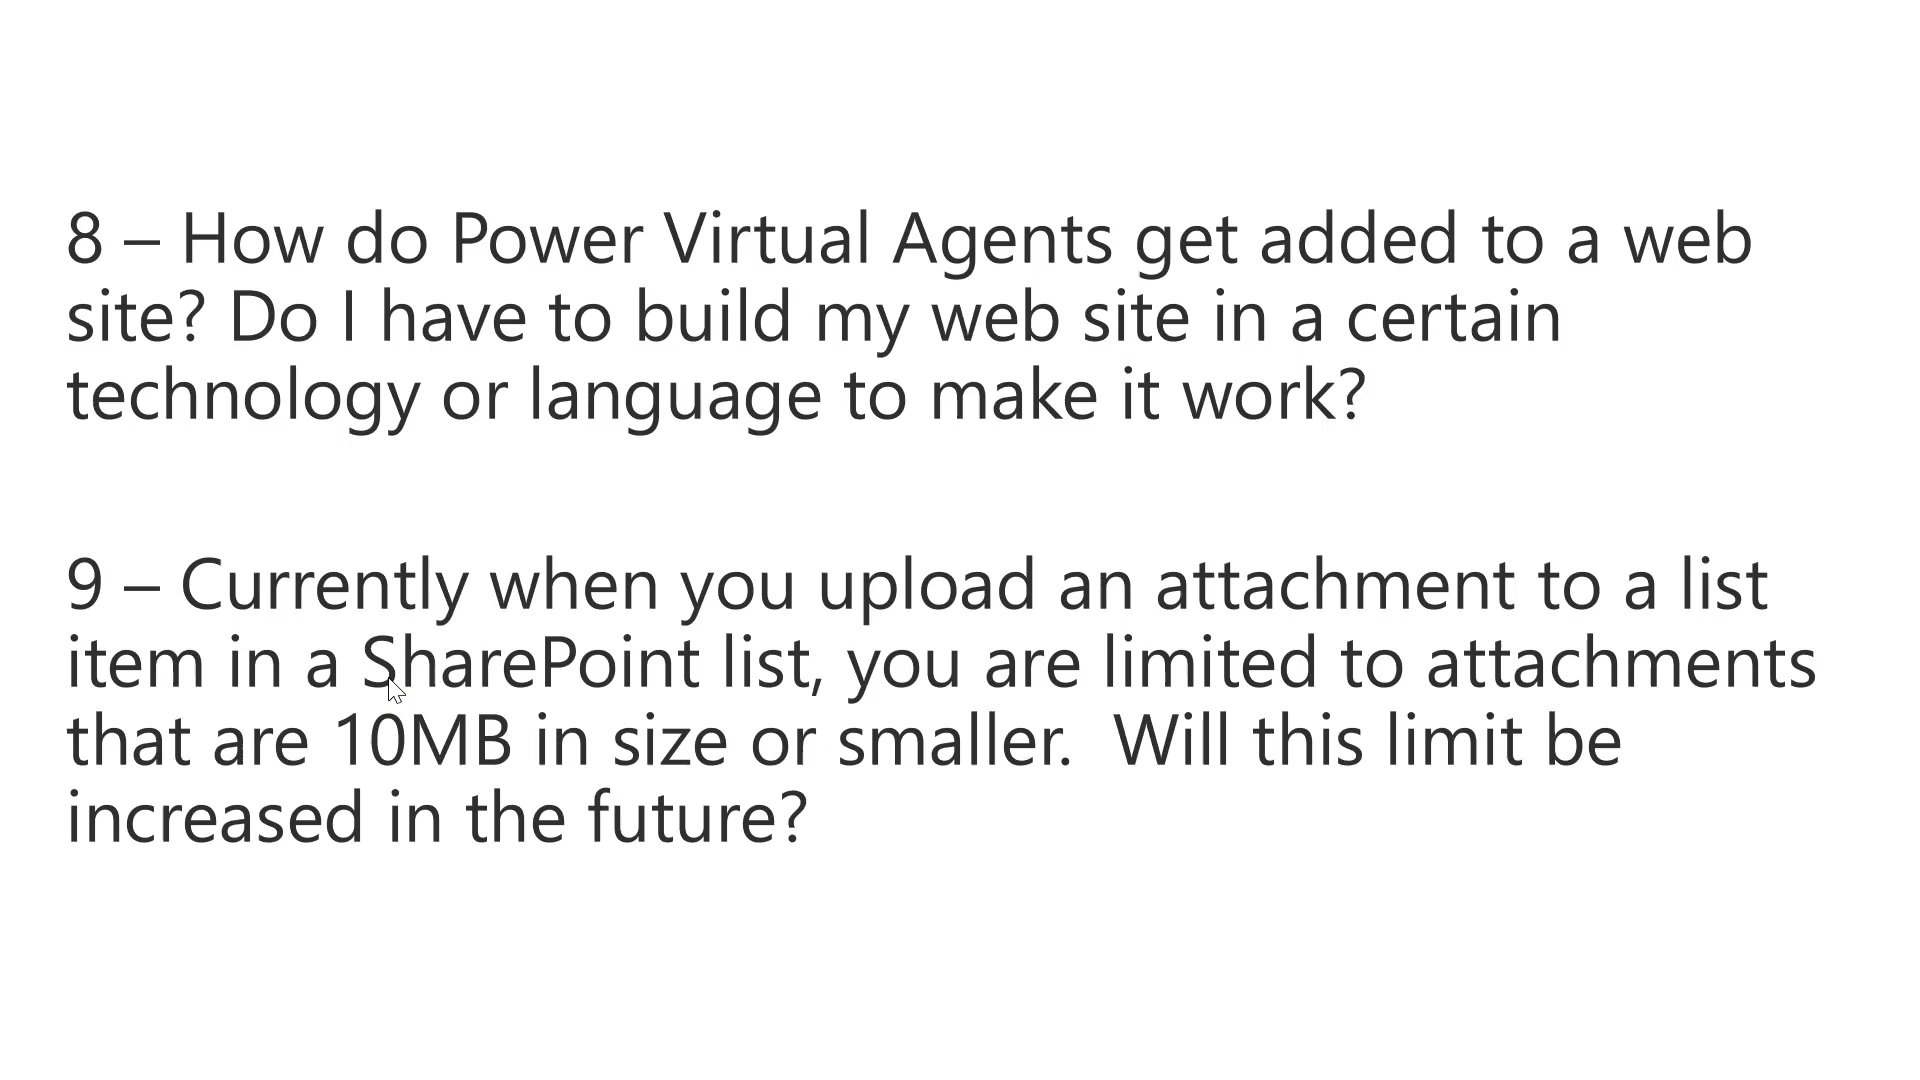 8 – How do Power Virtual Agents get added to a web
site? Do I have to build my web site in a certain
technology or language to make it work?
9 – Currently when you upload an attachment to a list
item in a SharePoint list, you are limited to attachments
that are 10MB in size or smaller.  Will this limit be
increased in the future?